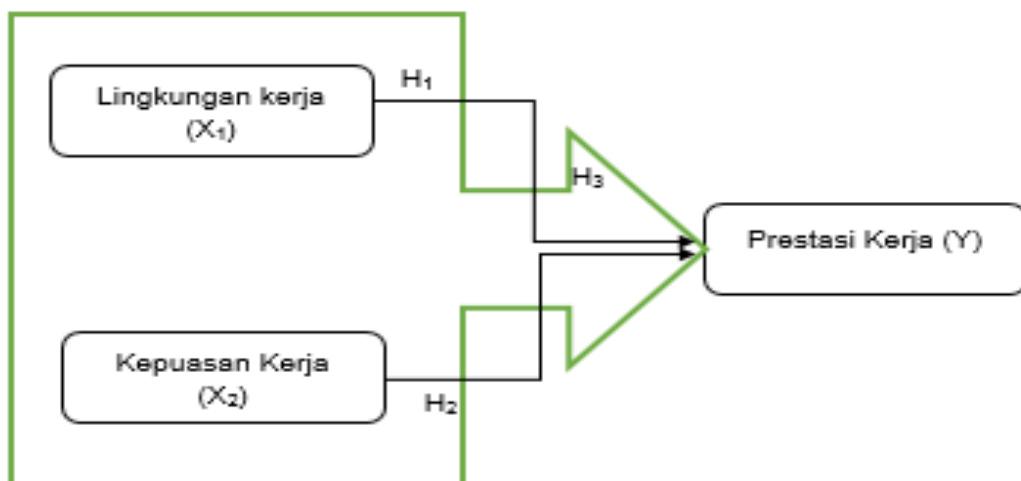 Lingkungan kerja
(X₁)
H₁
H₃
Prestasi Kerja (Y)
Kepuasan Kerja
(X₂)
H₂